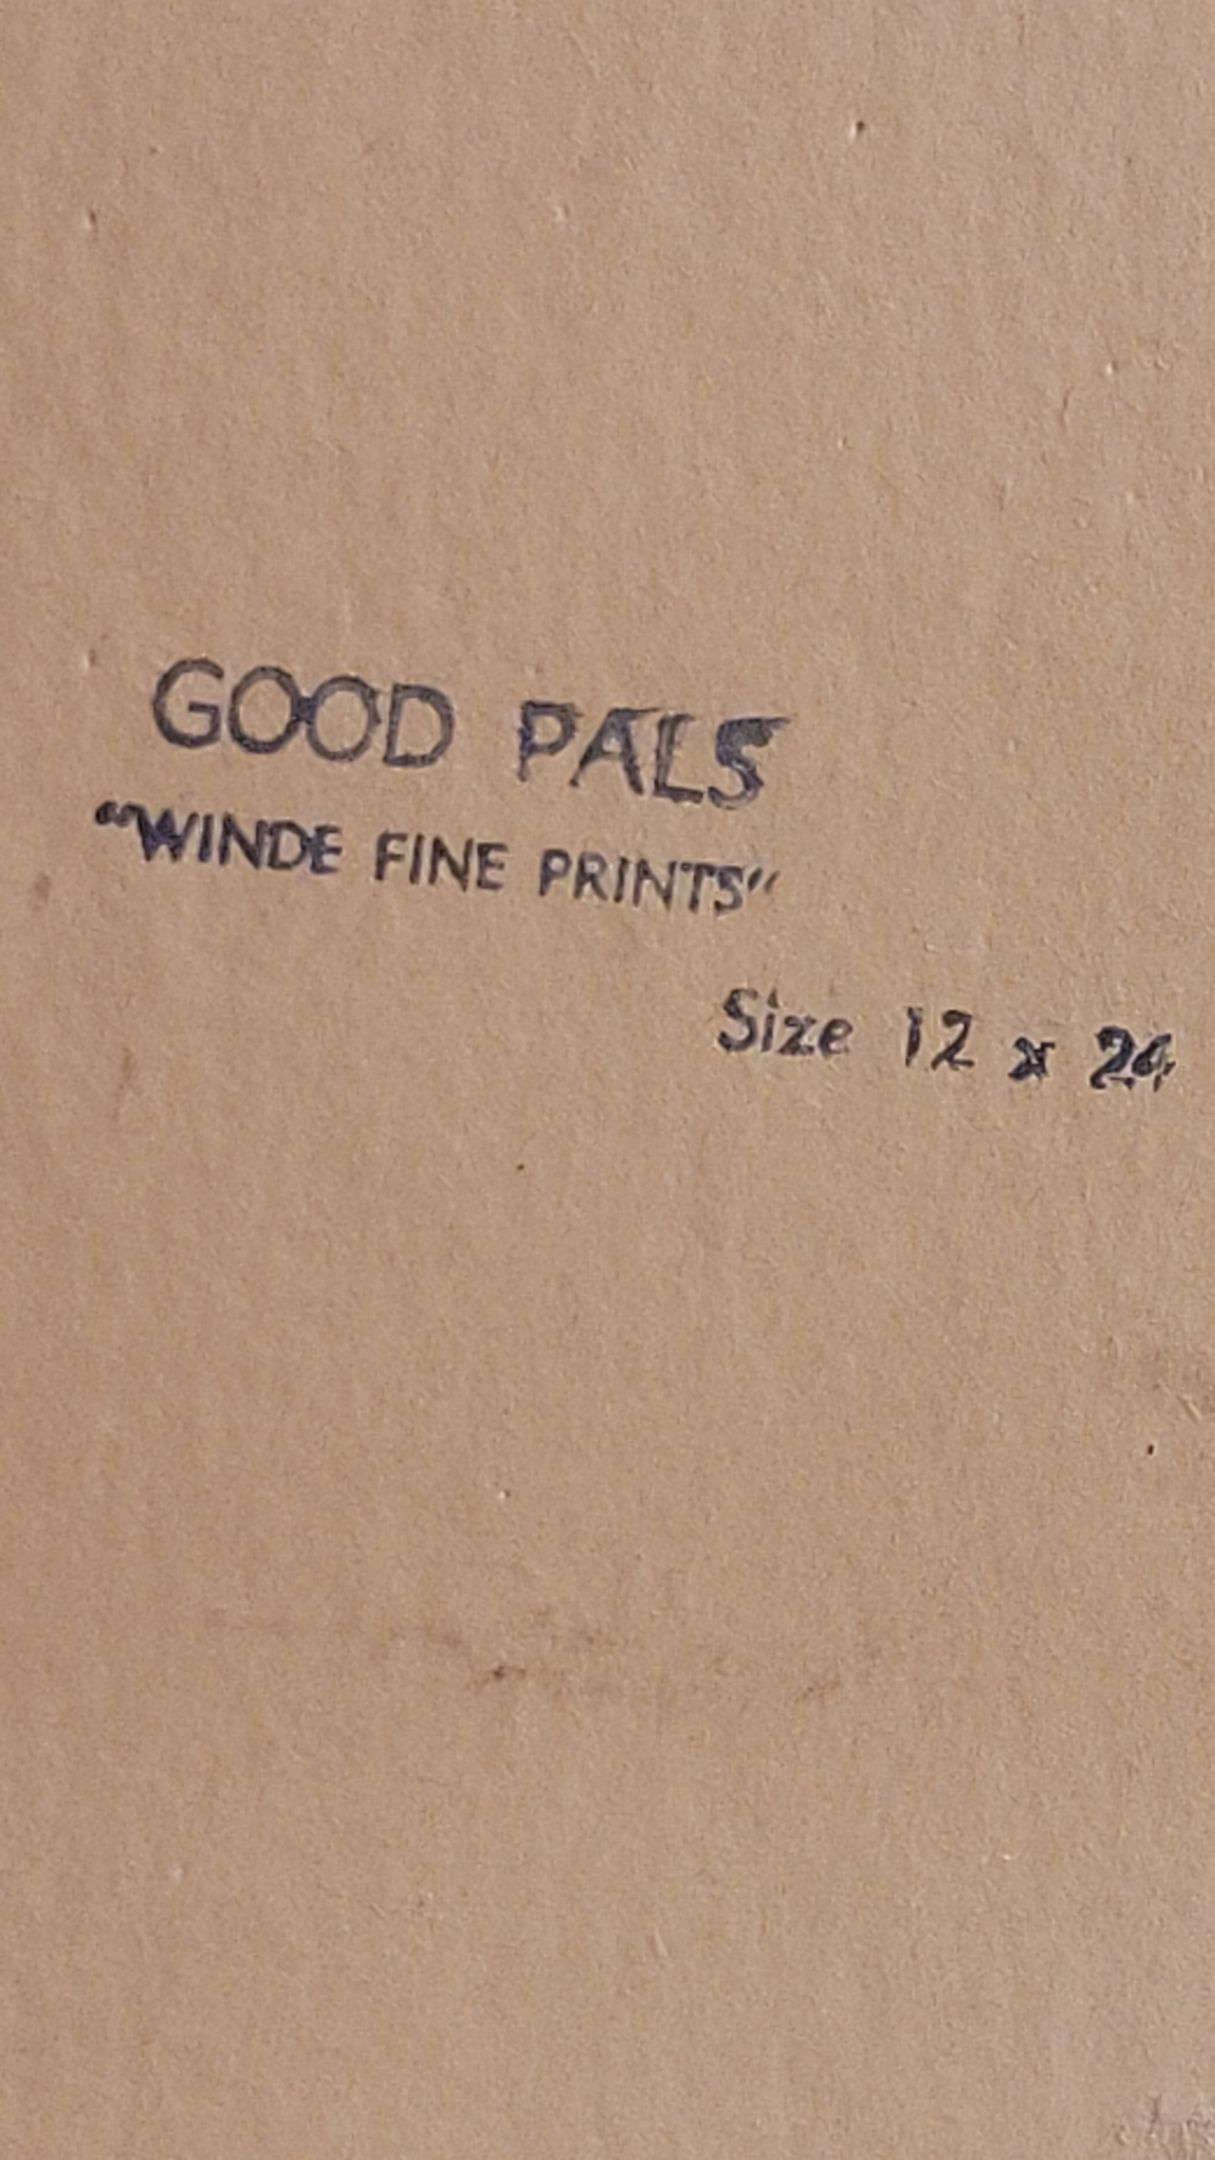 GOOD PALS
"WINDE FINE PRINTS"
Size 12 x 24